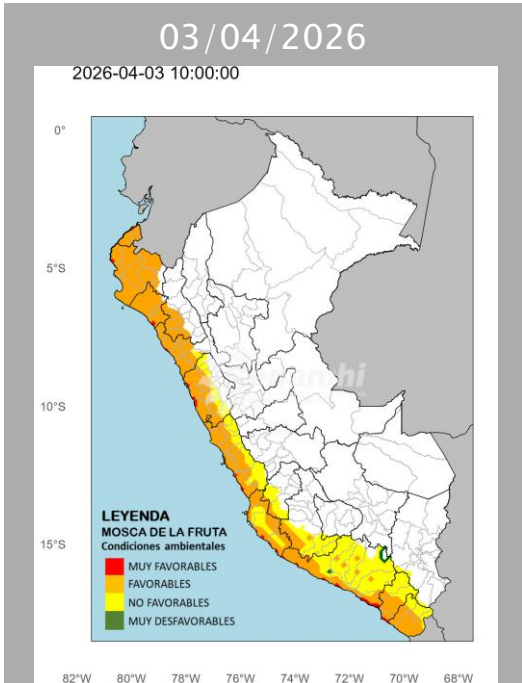 03/04/2026
2026-04-03 10:00:00
0°
5°S
10°S
15°S
LEYENDA
MOSCA DE LA FRUTA
Condiciones ambientales
MUY FAVORABLES
FAVORABLES
NO FAVORABLES
MUY DESFAVORABLES
82°W 80°W 78°W 76°W 74°W 72°W 70°W 68°W